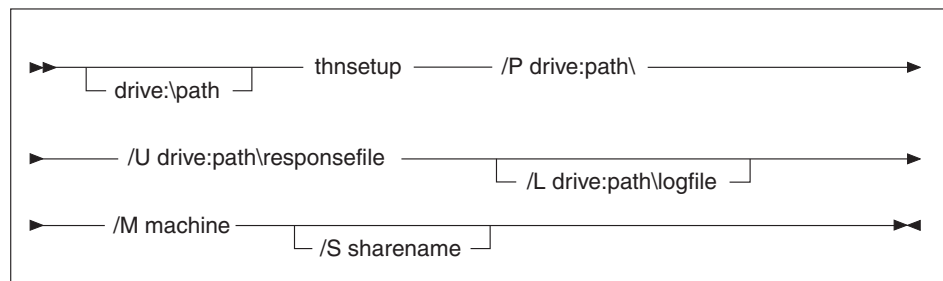 thnsetup /P drive:path\
drive:\path
/U drive:path\responsefile
/L drive:path\logfile
/M machine
/S sharename